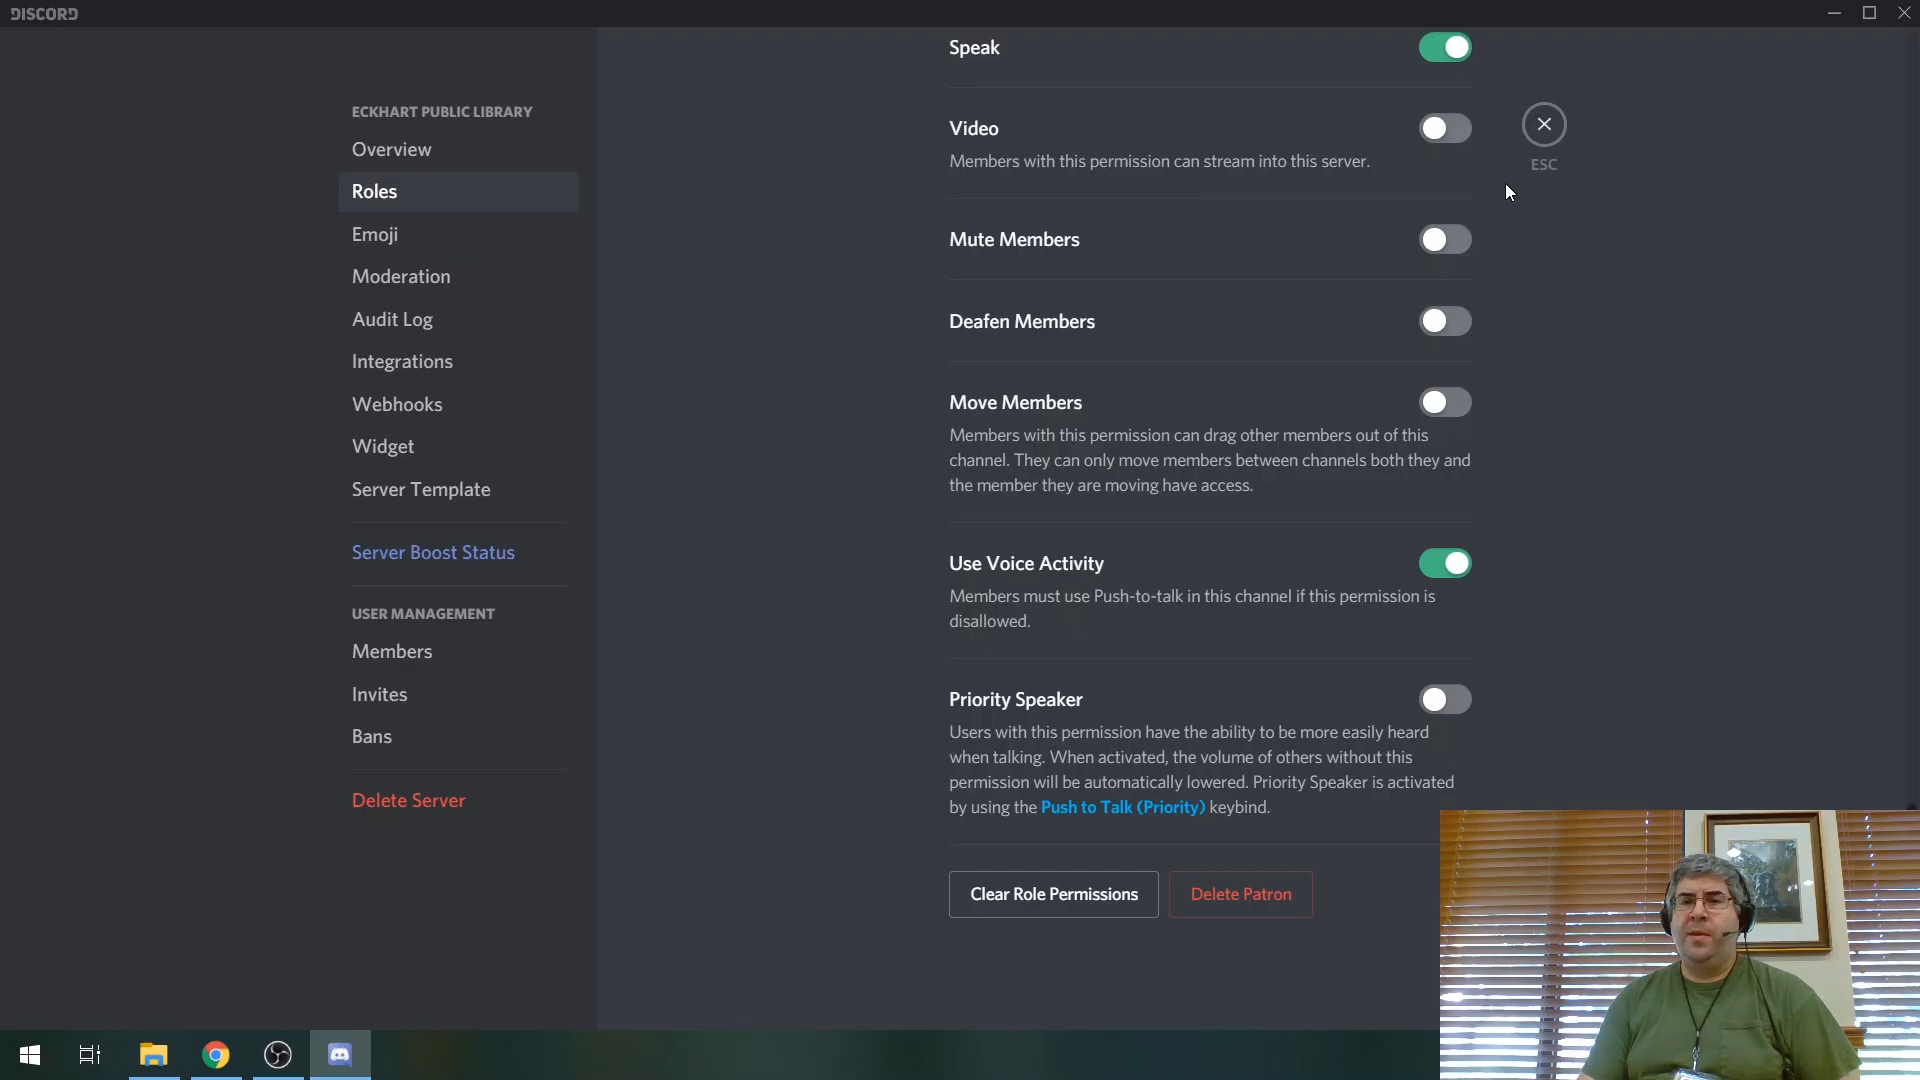 DISCORD
ECKHART PUBLIC LIBRARY
Overview
Roles
Emoji
Moderation
Audit Log
Integrations
Webhooks
Widget
Server Template
Server Boost Status
USER MANAGEMENT
Members
Invites
Bans
Delete Server
Speak
Video
Members with this permission can stream into this server.
ESC
Mute Members
Deafen Members
Move Members
Members with this permission can drag other members out of this
channel. They can only move members between channels both they and
the member they are moving have access.
Use Voice Activity
Members must use Push-to-talk in this channel if this permission is
disallowed.
Priority Speaker
Users with this permission have the ability to be more easily heard
when talking. When activated, the volume of others without this
permission will be automatically lowered. Priority Speaker is activated
by using the Push to Talk (Priority) keybind.
Clear Role Permissions
Delete Patron